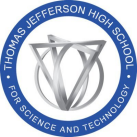 THOMAS JEFFERSON HIGH SCHOOL
FOR SCIENCE AND TECHNOLOGY